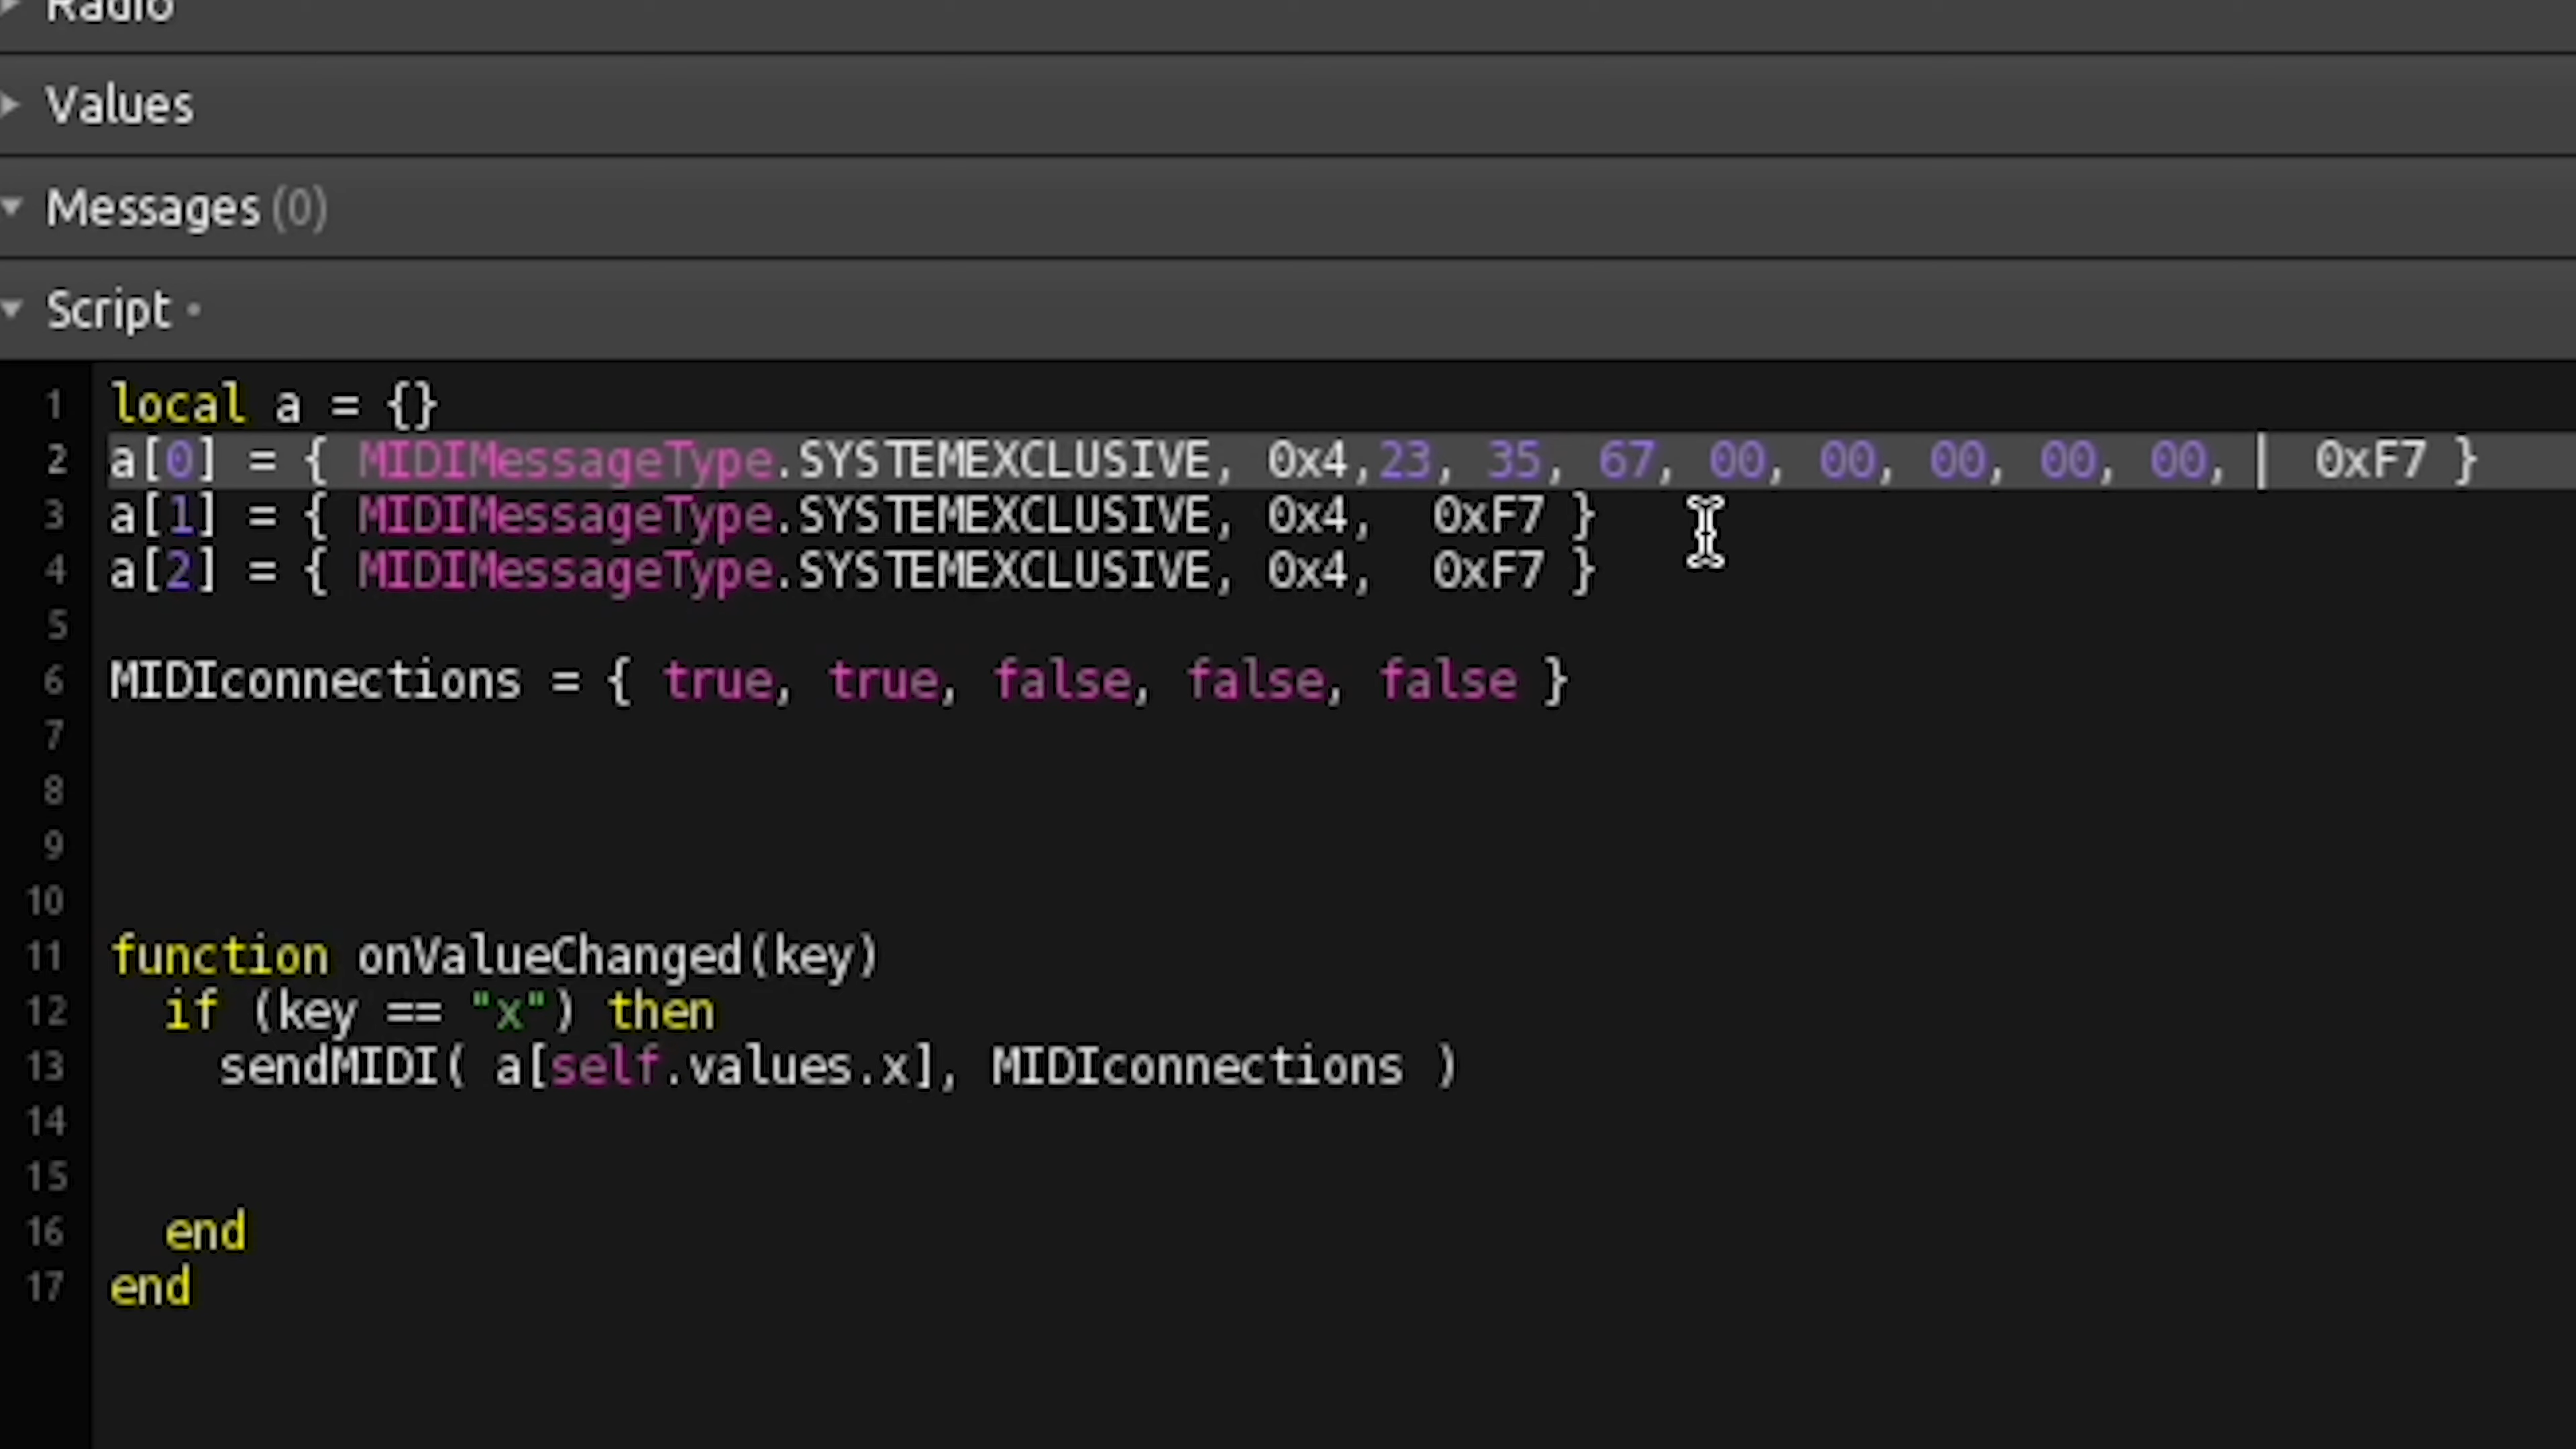 Radio
Values
Messages (0)
Script •
1 local a = {}
2 a[0] = { MIDIMessageType.SYSTEMEXCLUSIVE, 0x4,23, 35, 67, 00, 00, 00, 00, 00,   0xF7 }
3 a[1] = { MIDIMessageType.SYSTEMEXCLUSIVE, 0x4,  0xF7 }
4 a[2] = { MIDIMessageType.SYSTEMEXCLUSIVE, 0x4,  0xF7 }
5
6 MIDIconnections = { true, true, false, false, false }
7
8
9
10
11 function onValueChanged(key)
12   if (key == "x") then
13     sendMIDI( a[self.values.x], MIDIconnections )
14
15
16   end
17 end